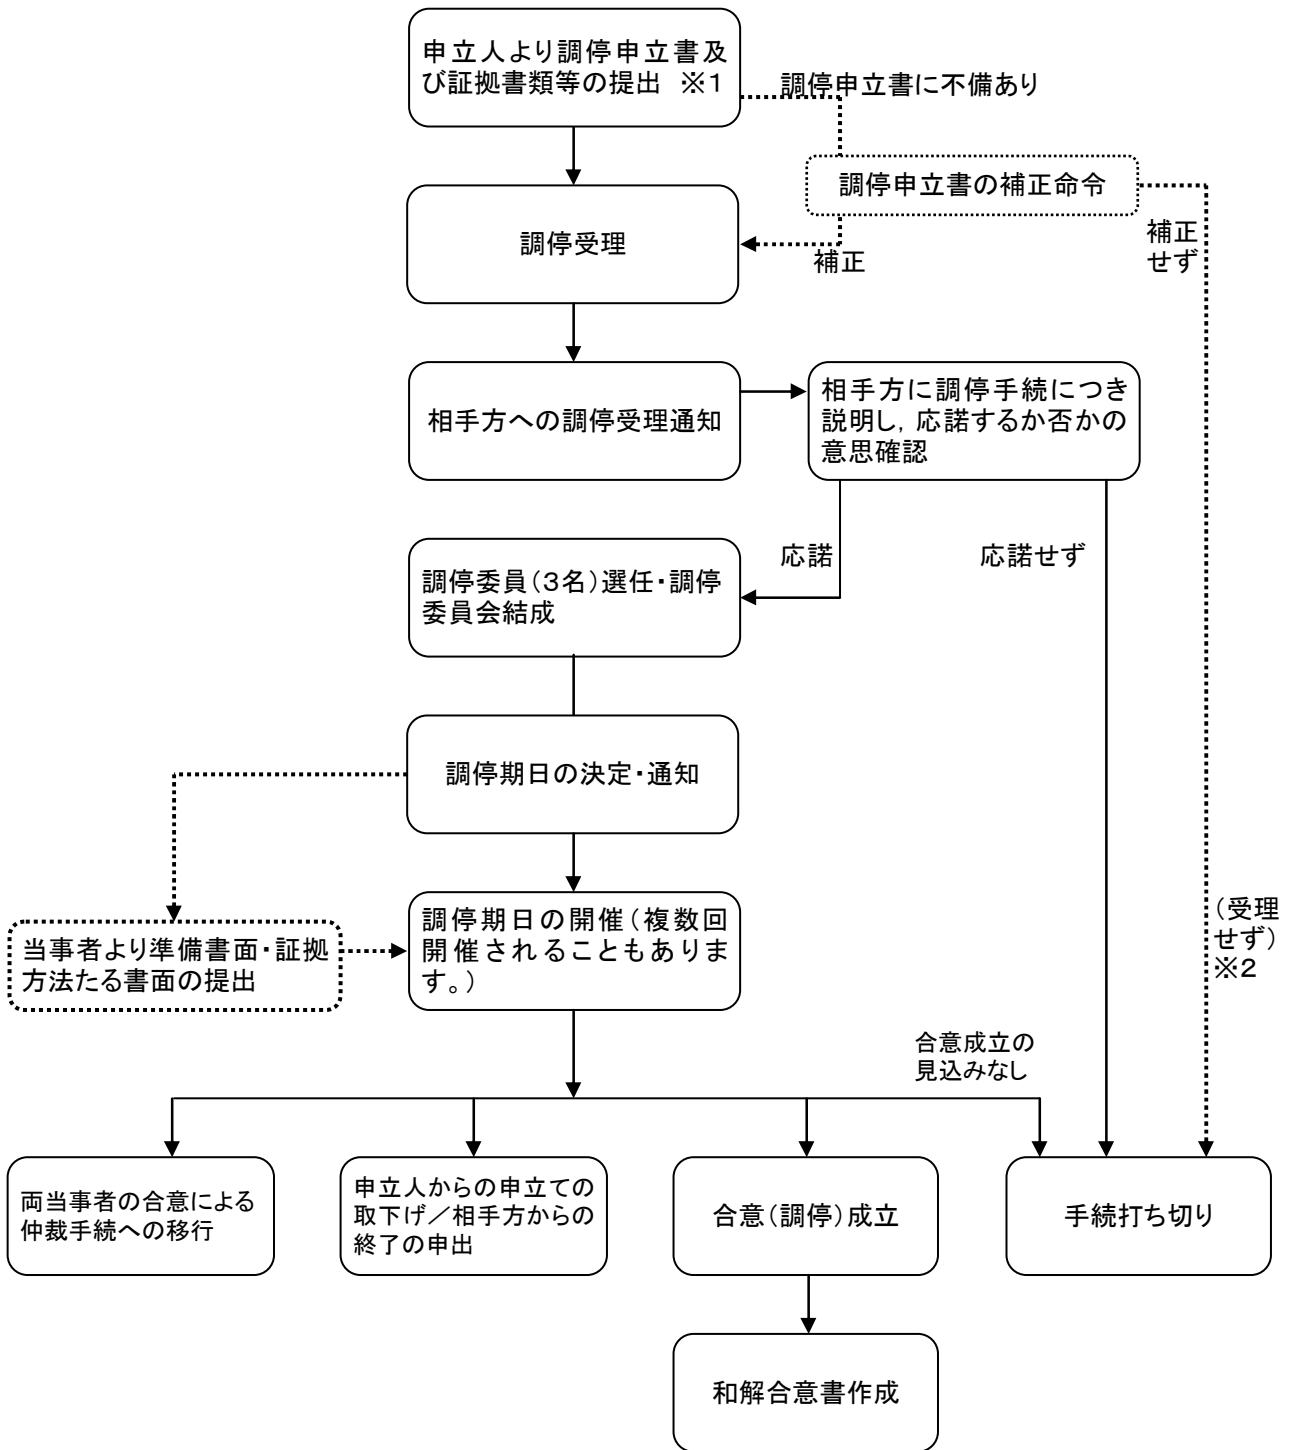 申立人より調停申立書及
び証拠書類等の提出　※1
調停申立書に不備あり
調停申立書の補正命令
調停受理
補正
補正
せず
相手方への調停受理通知
相手方に調停手続につき
説明し，応諾するか否かの
意思確認
応諾
応諾せず
調停委員（3名）選任・調停
委員会結成
調停期日の決定・通知
当事者より準備書面・証拠
方法たる書面の提出
調停期日の開催（複数回
開催されることもありま
す。）
（受理
せず）
※2
合意成立の
見込みなし
両当事者の合意による
仲裁手続への移行
申立人からの申立ての
取下げ／相手方からの
終了の申出
合意（調停）成立
手続打ち切り
和解合意書作成